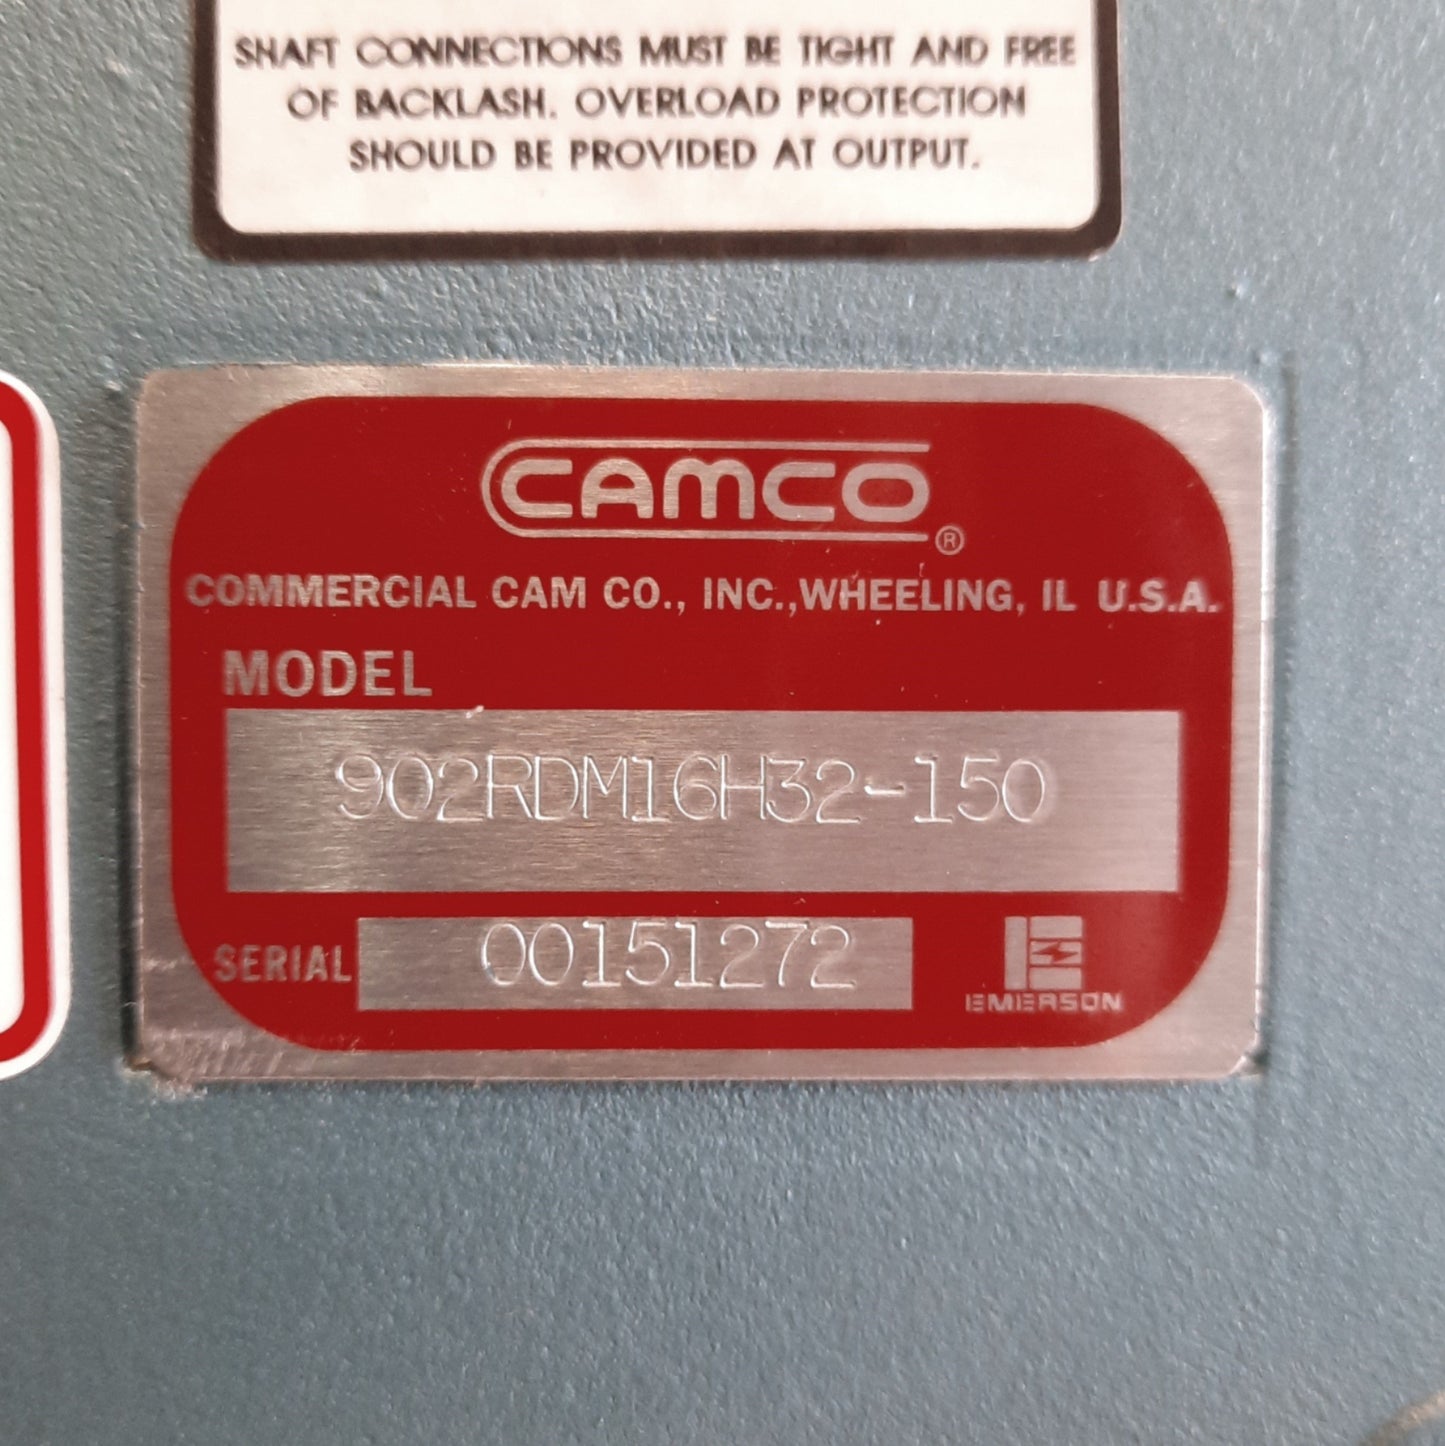 SHAFT CONNECTIONS MUST BE TIGHT AND FREE
OF BACKLASH. OVERLOAD PROTECTION
SHOULD BE PROVIDED AT OUTPUT.
CAMCO®
COMMERCIAL CAM CO., INC., WHEELING, IL U.S.A.
MODEL
902RDM16H32-150
SERIAL 00151272
EMERSON